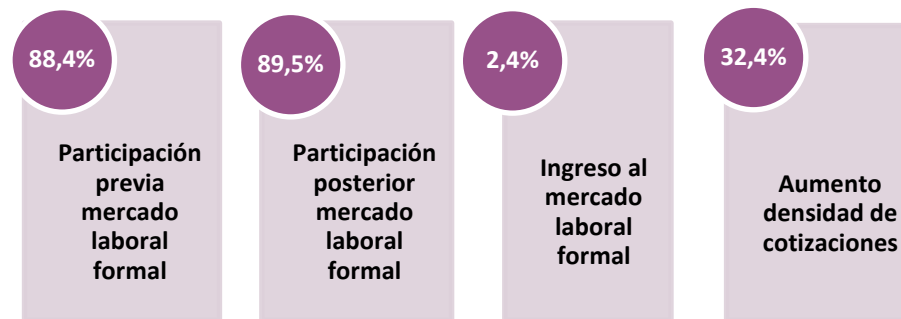 88,4%
Participación
previa
mercado
laboral
formal
89,5%
Participación
posterior
mercado
laboral
formal
2,4%
Ingreso al
mercado
laboral
formal
32,4%
Aumento
densidad de
cotizaciones